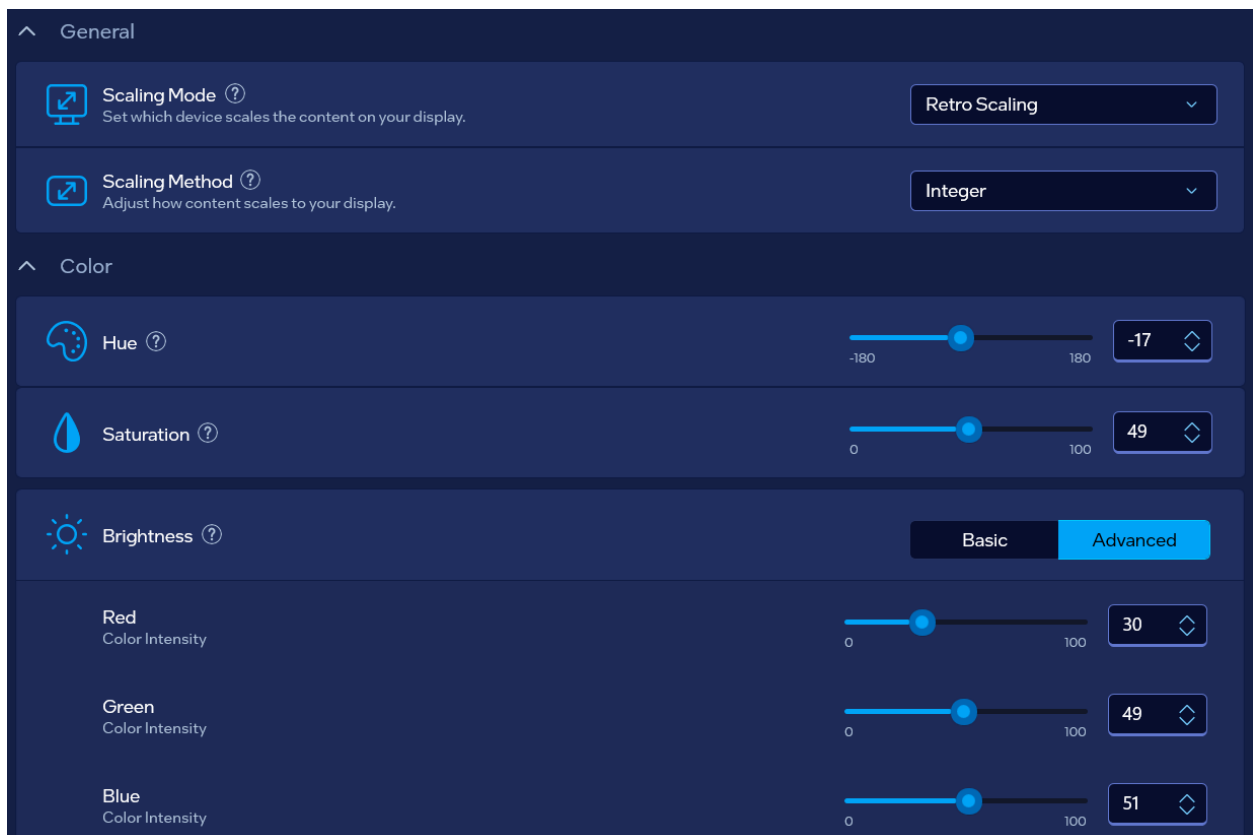 General
Scaling Mode ?
Set which device scales the content on your display.
Retro Scaling
Scaling Method ?
Adjust how content scales to your display.
Integer
Color
Hue ?
-180
180
-17
Saturation ?
0
100
49
Brightness ?
Basic
Advanced
Red
Color Intensity
0
100
30
Green
Color Intensity
0
100
49
Blue
Color Intensity
0
100
51